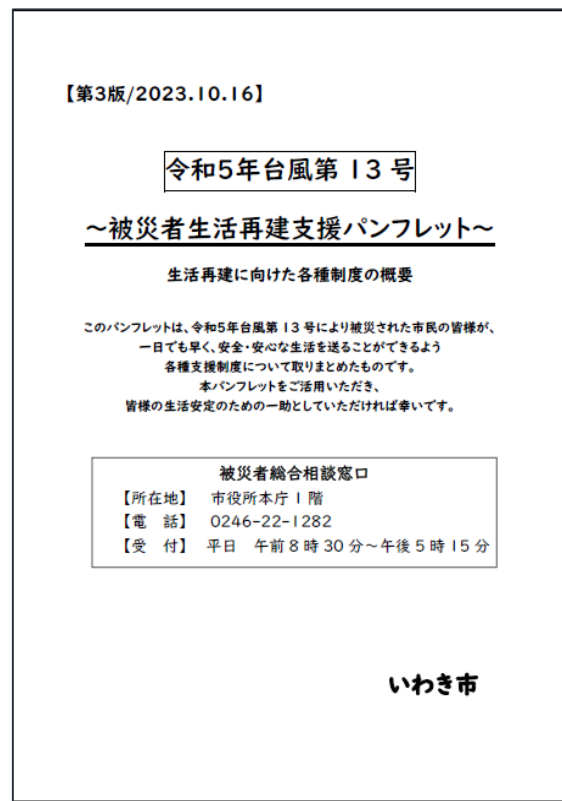 【第3版/2023.10.16】
令和5年台風第13号
～被災者生活再建支援パンフレット～
生活再建に向けた各種制度の概要
このパンフレットは、令和5年台風第13号により被災された市民の皆様が、
一日でも早く、安全・安心な生活を送ることができるよう
各種支援制度について取りまとめたものです。
本パンフレットをご活用いただき、
皆様の生活安定のための一助としていただければ幸いです。
被災者総合相談窓口
【所在地】 市役所本庁1階
【電 話】 0246-22-1282
【受 付】 平日 午前8時30分～午後5時15分
いわき市